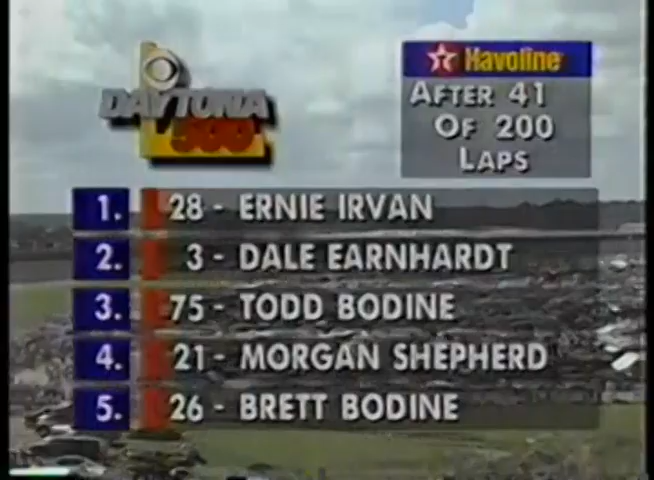 DAYTONA
500
Havoline
AFTER 41
OF 200
LAPS
1. 28 - ERNIE IRVAN
2. 3 - DALE EARNHARDT
3. 75 - TODD BODINE
4. 21 - MORGAN SHEPHERD
5. 26 - BRETT BODINE